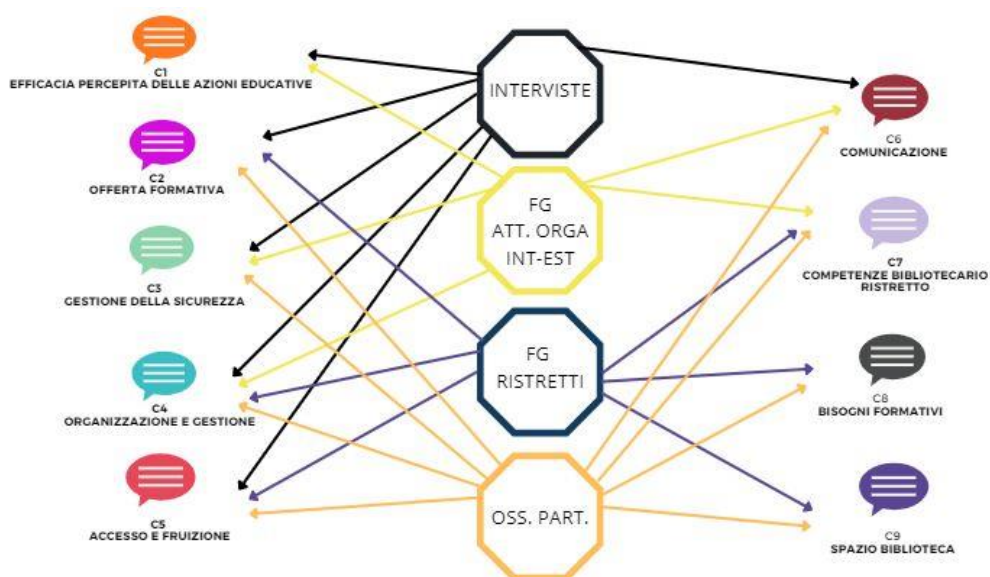 C1
EFFICACIA PERCEPITA DELLE AZIONI EDUCATIVE
C2
OFFERTA FORMATIVA
C3
GESTIONE DELLA SICUREZZA
C4
ORGANIZZAZIONE E GESTIONE
C5
ACCESSO E FRUIZIONE
INTERVISTE
FG
ATT. ORGA
INT-EST
FG
RISTRETTI
OSS. PART.
C6
COMUNICAZIONE
C7
COMPETENZE BIBLIOTECARIO
RISTRETTO
C8
BISOGNI FORMATIVI
C9
SPAZIO BIBLIOTECA